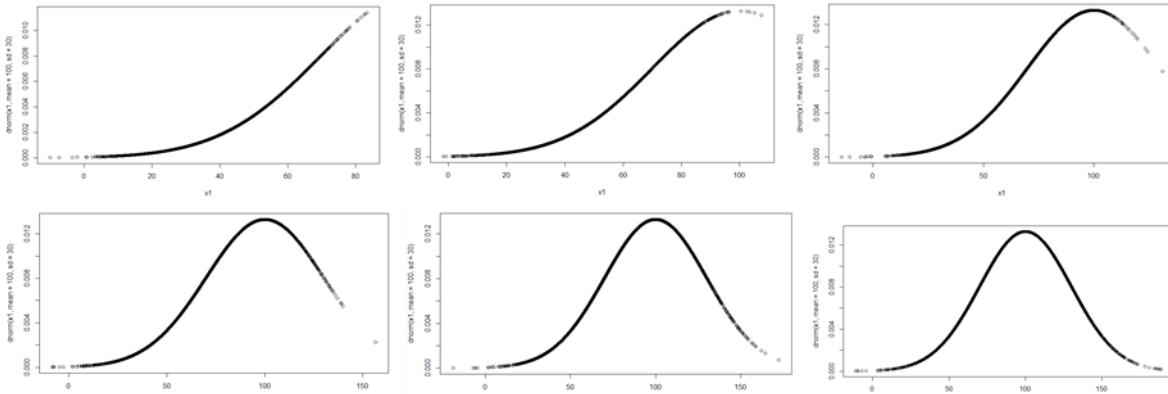 dnorm(x1, mean = 100, sd = 30)
0.000 0.002 0.004 0.006 0.008 0.010
0 20 40 60 80
x1
dnorm(x1, mean = 100, sd = 30)
0.000 0.004 0.008 0.012
0 20 40 60 80 100
x1
dnorm(x1, mean = 100, sd = 30)
0.000 0.004 0.008 0.012
0 50 100
x1
dnorm(x1, mean = 100, sd = 30)
0.000 0.004 0.008 0.012
0 50 100 150
dnorm(x1, mean = 100, sd = 30)
0.000 0.004 0.008 0.012
0 50 100 150
dnorm(x1, mean = 100, sd = 30)
0.000 0.004 0.008 0.012
0 50 100 150